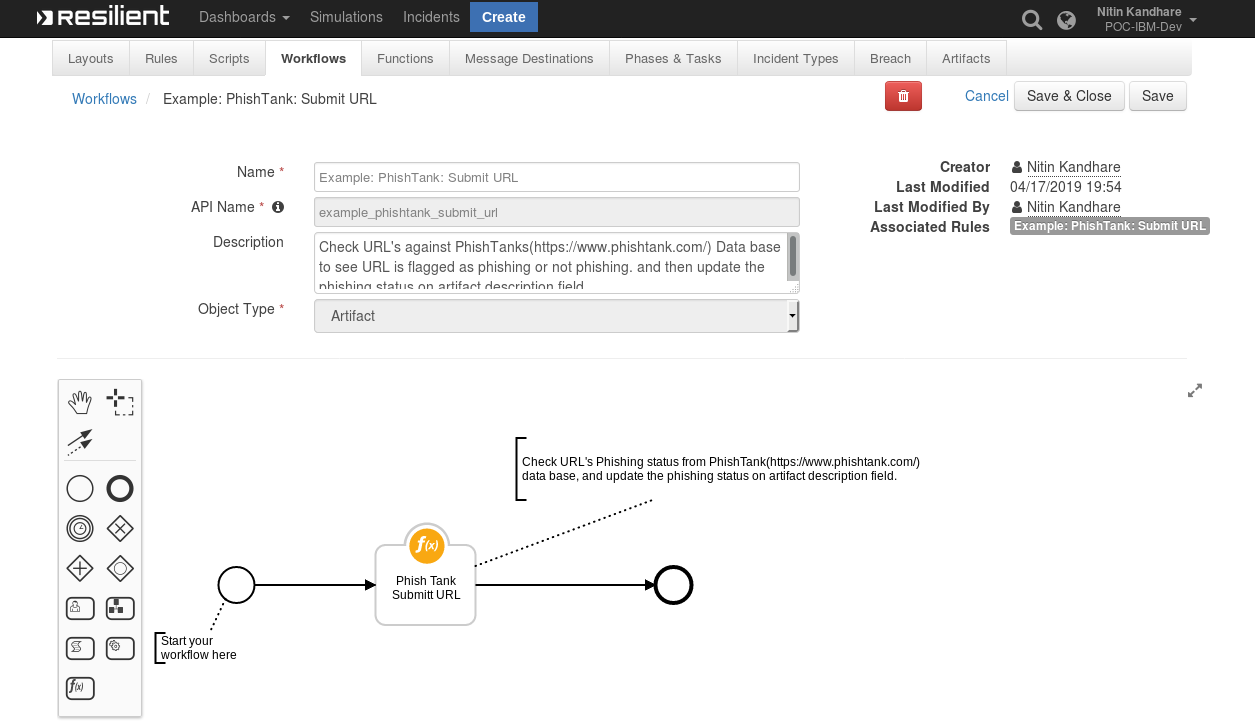 resilient Dashboards Simulations Incidents Create Nitin Kandhare
POC-IBM-Dev
Layouts Rules Scripts Workflows Functions Message Destinations Phases & Tasks Incident Types Breach Artifacts
Workflows / Example: PhishTank: Submit URL Cancel Save & Close Save
Name * Example: PhishTank: Submit URL
API Name * example_phishtank_submit_url
Description Check URL's against PhishTanks(https://www.phishtank.com/) Data base
to see URL is flagged as phishing or not phishing. and then update the
phishing status on artifact description field
Object Type * Artifact
Creator Nitin Kandhare
Last Modified 04/17/2019 19:54
Last Modified By Nitin Kandhare
Associated Rules Example: PhishTank: Submit URL
Check URL's Phishing status from PhishTank(https://www.phishtank.com/)
data base, and update the phishing status on artifact description field.
f(x)
Phish Tank
Submitt URL
Start your
workflow here
f(x)